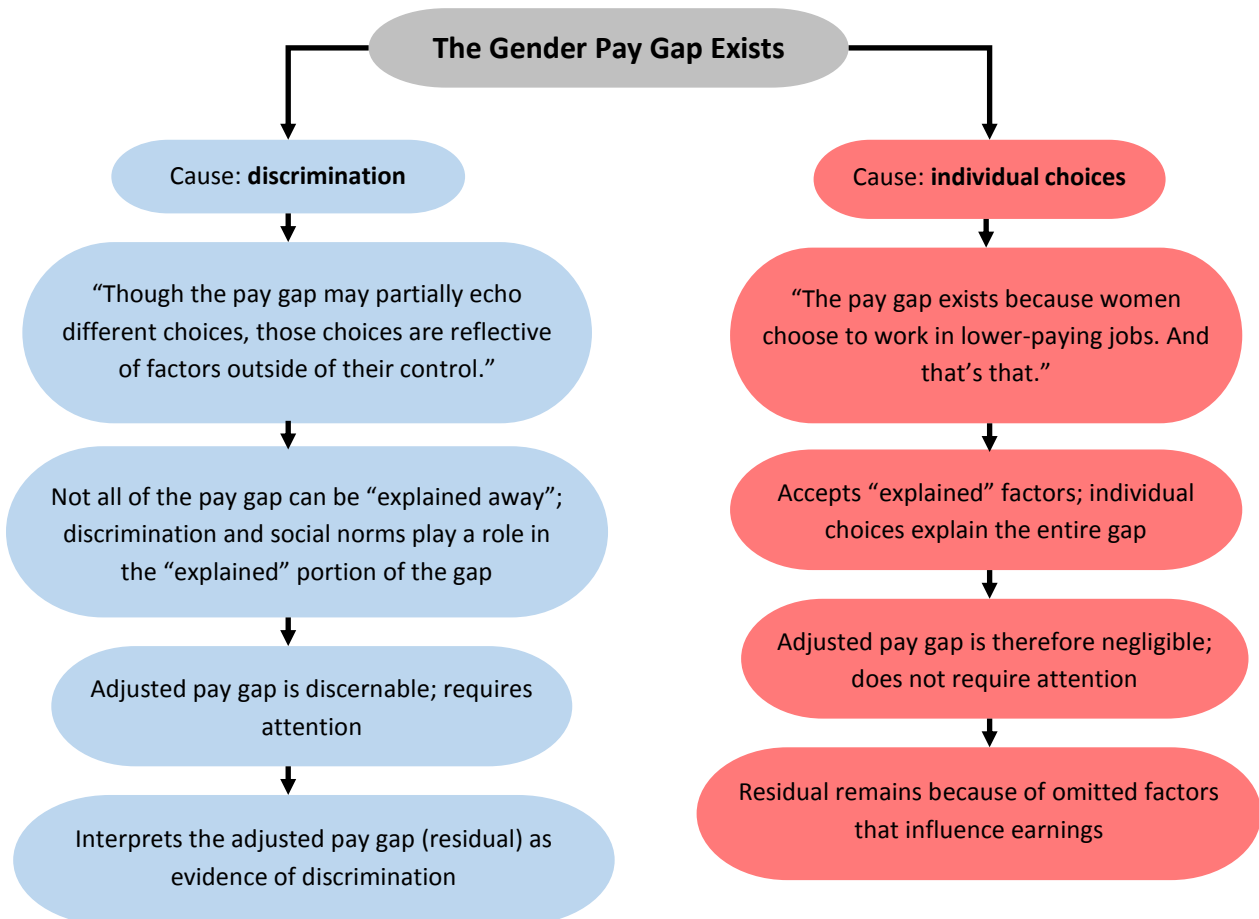 The Gender Pay Gap Exists
Cause: discrimination
“Though the pay gap may partially echo
different choices, those choices are reflective
of factors outside of their control.”
Not all of the pay gap can be “explained away”;
discrimination and social norms play a role in
the “explained” portion of the gap
Adjusted pay gap is discernable; requires
attention
Interprets the adjusted pay gap (residual) as
evidence of discrimination
Cause: individual choices
“The pay gap exists because women
choose to work in lower-paying jobs. And
that’s that.”
Accepts “explained” factors; individual
choices explain the entire gap
Adjusted pay gap is therefore negligible;
does not require attention
Residual remains because of omitted factors
that influence earnings